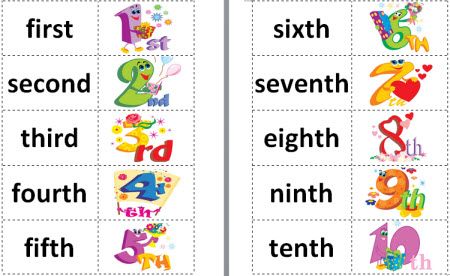 first 1st
second 2nd
third 3rd
fourth 4th
fifth 5TH
sixth 6TH
seventh 7th
eighth 8th
ninth 9th
tenth 10th